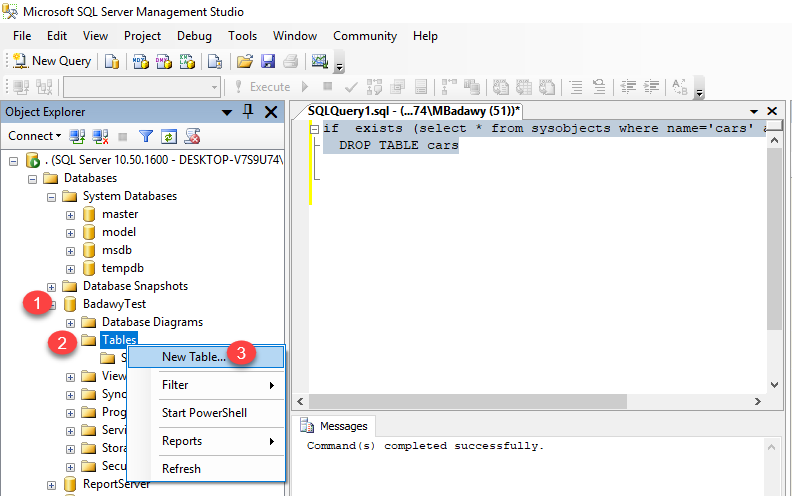 Microsoft SQL Server Management Studio
File Edit View Project Debug Tools Window Community Help
New Query
Execute
Object Explorer
Connect
. (SQL Server 10.50.1600 - DESKTOP-V7S9U74\
Databases
System Databases
master
model
msdb
tempdb
Database Snapshots
1 BadawyTest
Database Diagrams
2 Tables
S
View
Sync
Prog
Servi
Stora
Secu
ReportServer
New Table... 3
Filter
Start PowerShell
Reports
Refresh
SQLQuery1.sql - (...74\MBadawy (51))*
if exists (select * from sysobjects where name='cars' a
DROP TABLE cars
Messages
Command(s) completed successfully.